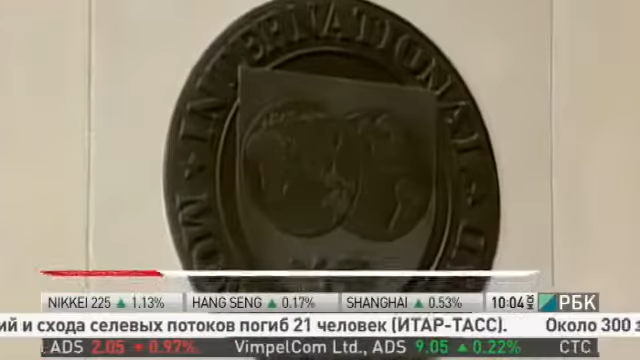 INTERNATIONAL
NIKKEI 225 ▲ 1.13% HANG SENG ▲ 0.17% SHANGHAI ▲ 0.53% 10:04 МСК РБК
ий и схода селевых потоков погиб 21 человек (ИТАР-ТАСС). Около 300 з
ADS 2.05 + 0.97% VimpelCom Ltd., ADS 9.05 ▲ 0.22% СТС